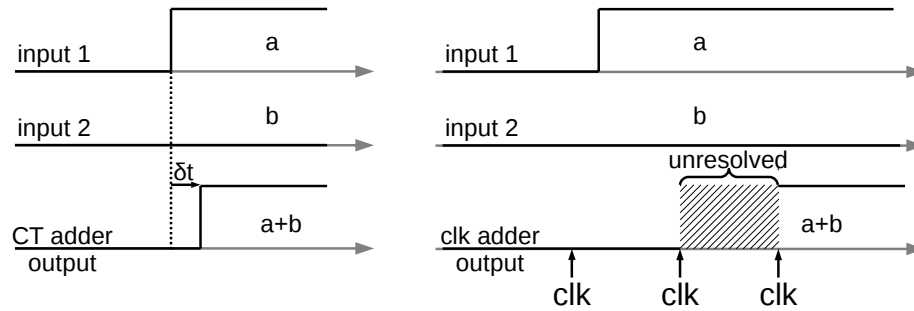 input 1
a
input 2
b
δt
CT adder
output
a+b
input 1
a
input 2
b
unresolved
clk adder
output
a+b
clk
clk
clk